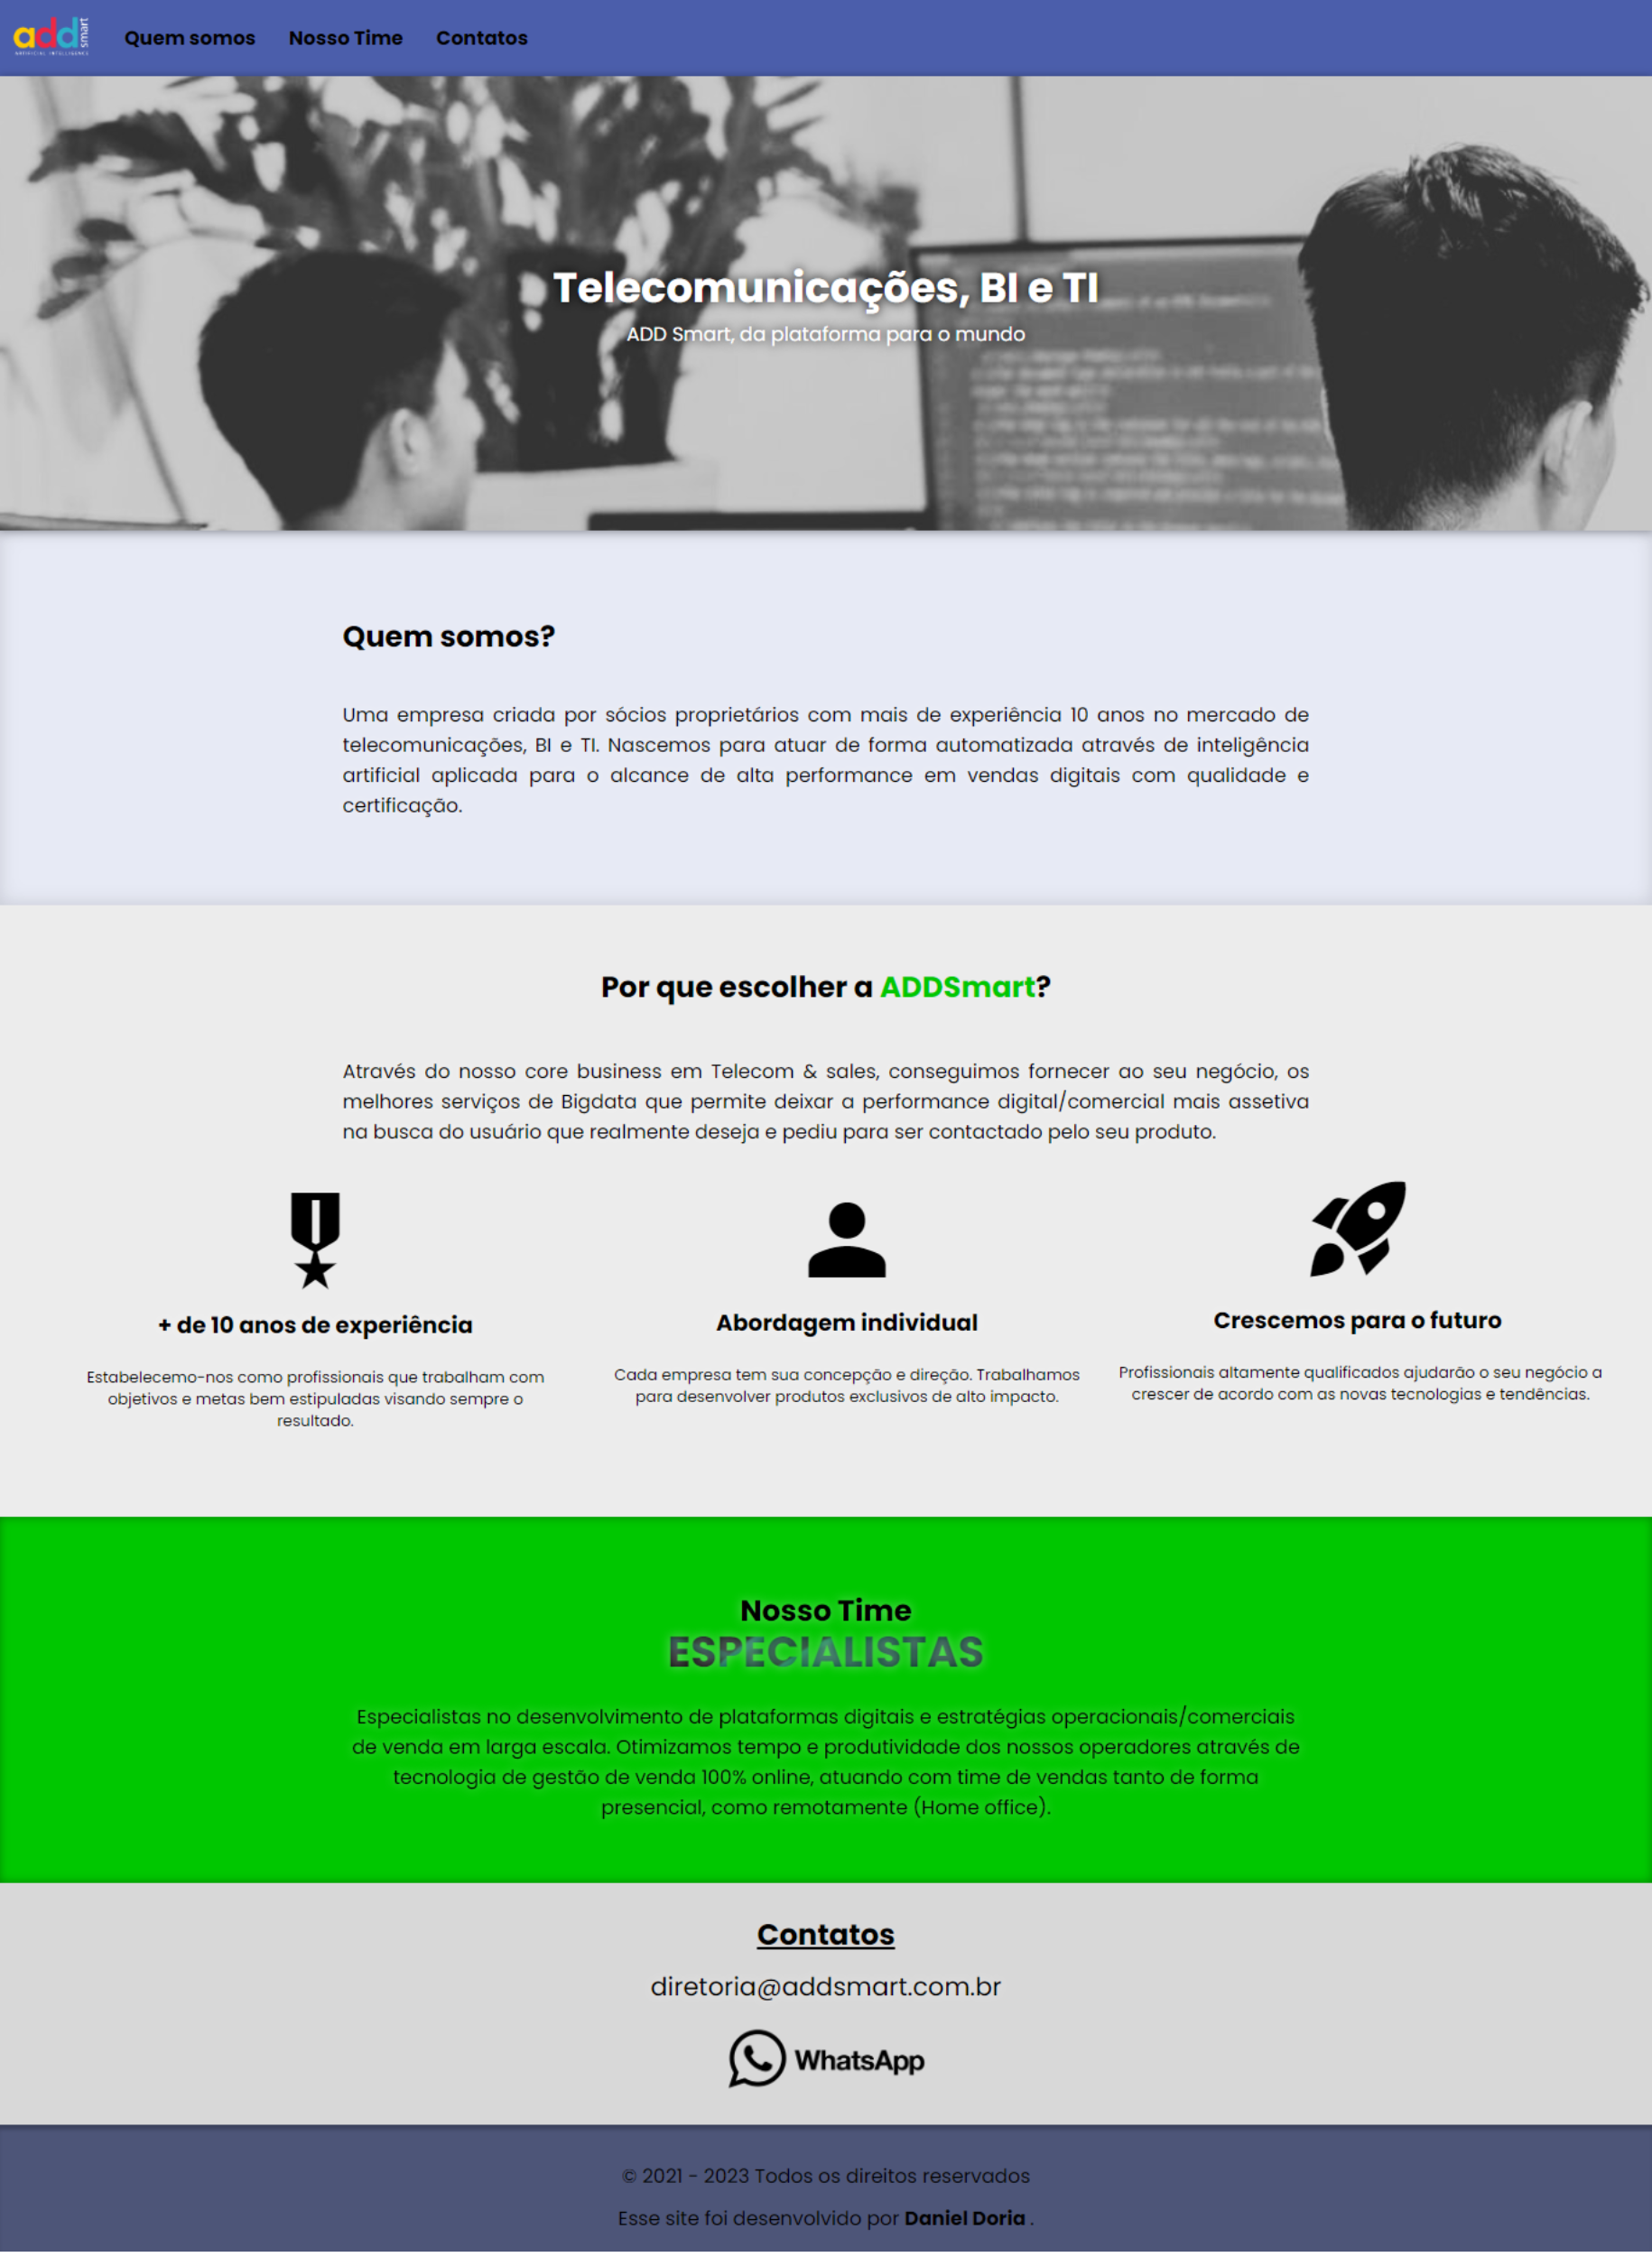 add
smart
ARTIFICIAL INTELLIGENCE
Quem somos
Nosso Time
Contatos
Telecomunicações, BI e TI
ADD Smart, da plataforma para o mundo
Quem somos?
Uma empresa criada por sócios proprietários com mais de experiência 10 anos no mercado de
telecomunicações, BI e TI. Nascemos para atuar de forma automatizada através de inteligência
artificial aplicada para o alcance de alta performance em vendas digitais com qualidade e
certificação.
Por que escolher a ADDSmart?
Através do nosso core business em Telecom & sales, conseguimos fornecer ao seu negócio, os
melhores serviços de Bigdata que permite deixar a performance digital/comercial mais assetiva
na busca do usuário que realmente deseja e pediu para ser contactado pelo seu produto.
+ de 10 anos de experiência
Estabelecemo-nos como profissionais que trabalham com
objetivos e metas bem estipuladas visando sempre o
resultado.
Abordagem individual
Cada empresa tem sua concepção e direção. Trabalhamos
para desenvolver produtos exclusivos de alto impacto.
Crescemos para o futuro
Profissionais altamente qualificados ajudarão o seu negócio a
crescer de acordo com as novas tecnologias e tendências.
Nosso Time
ESPECIALISTAS
Especialistas no desenvolvimento de plataformas digitais e estratégias operacionais/comerciais
de venda em larga escala. Otimizamos tempo e produtividade dos nossos operadores através de
tecnologia de gestão de venda 100% online, atuando com time de vendas tanto de forma
presencial, como remotamente (Home office).
Contatos
diretoria@addsmart.com.br
WhatsApp
© 2021 - 2023 Todos os direitos reservados
Esse site foi desenvolvido por Daniel Doria .